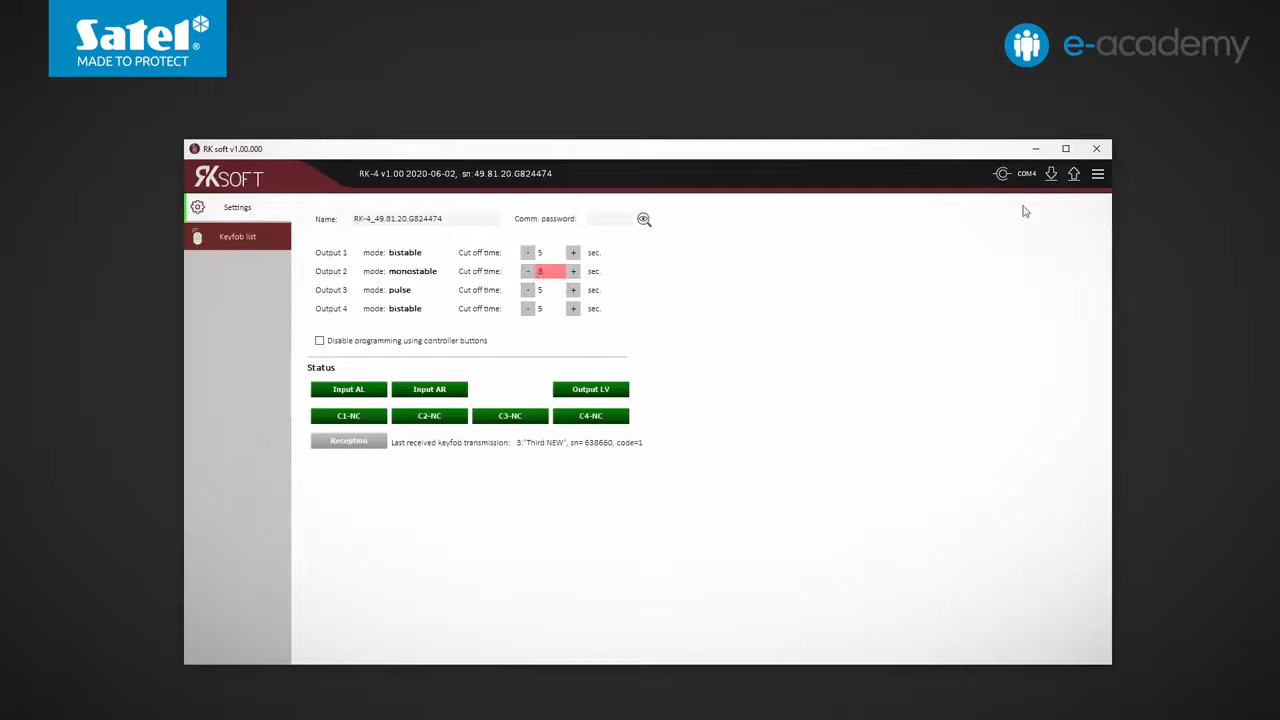 Satel®
MADE TO PROTECT
e-academy
RK soft v1.00.000
RKSOFT
RK-4 v1.00 2020-06-02, sn:49.81.20.G824474
COM4
Settings
Keyfob list
Name: RK-4_49.81.20.G824474 Comm. password:
Output 1 mode: bistable Cut off time: - 5 + sec.
Output 2 mode: monostable Cut off time: - 8 + sec.
Output 3 mode: pulse Cut off time: - 5 + sec.
Output 4 mode: bistable Cut off time: - 5 + sec.
Disable programming using controller buttons
Status
Input AL Input AR Output LV
C1-NC C2-NC C3-NC C4-NC
Reception Last received keyfob transmission: 3:"Third NEW", sn= 638660, code=1